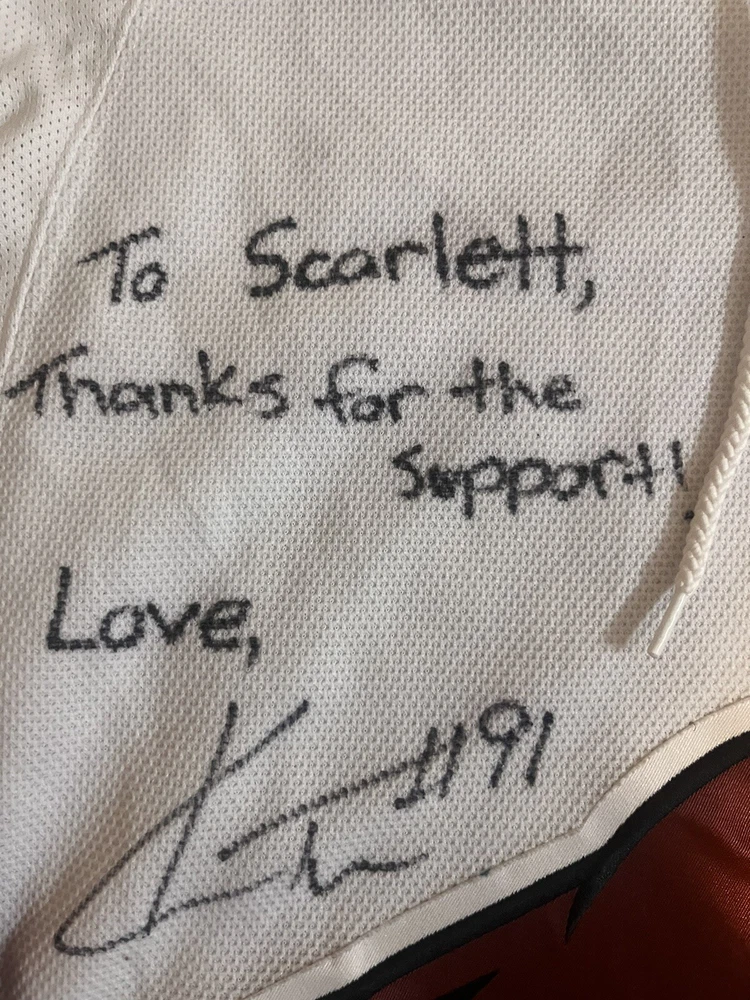 To Scarlett,
Thanks for the
support!
Love,
#91